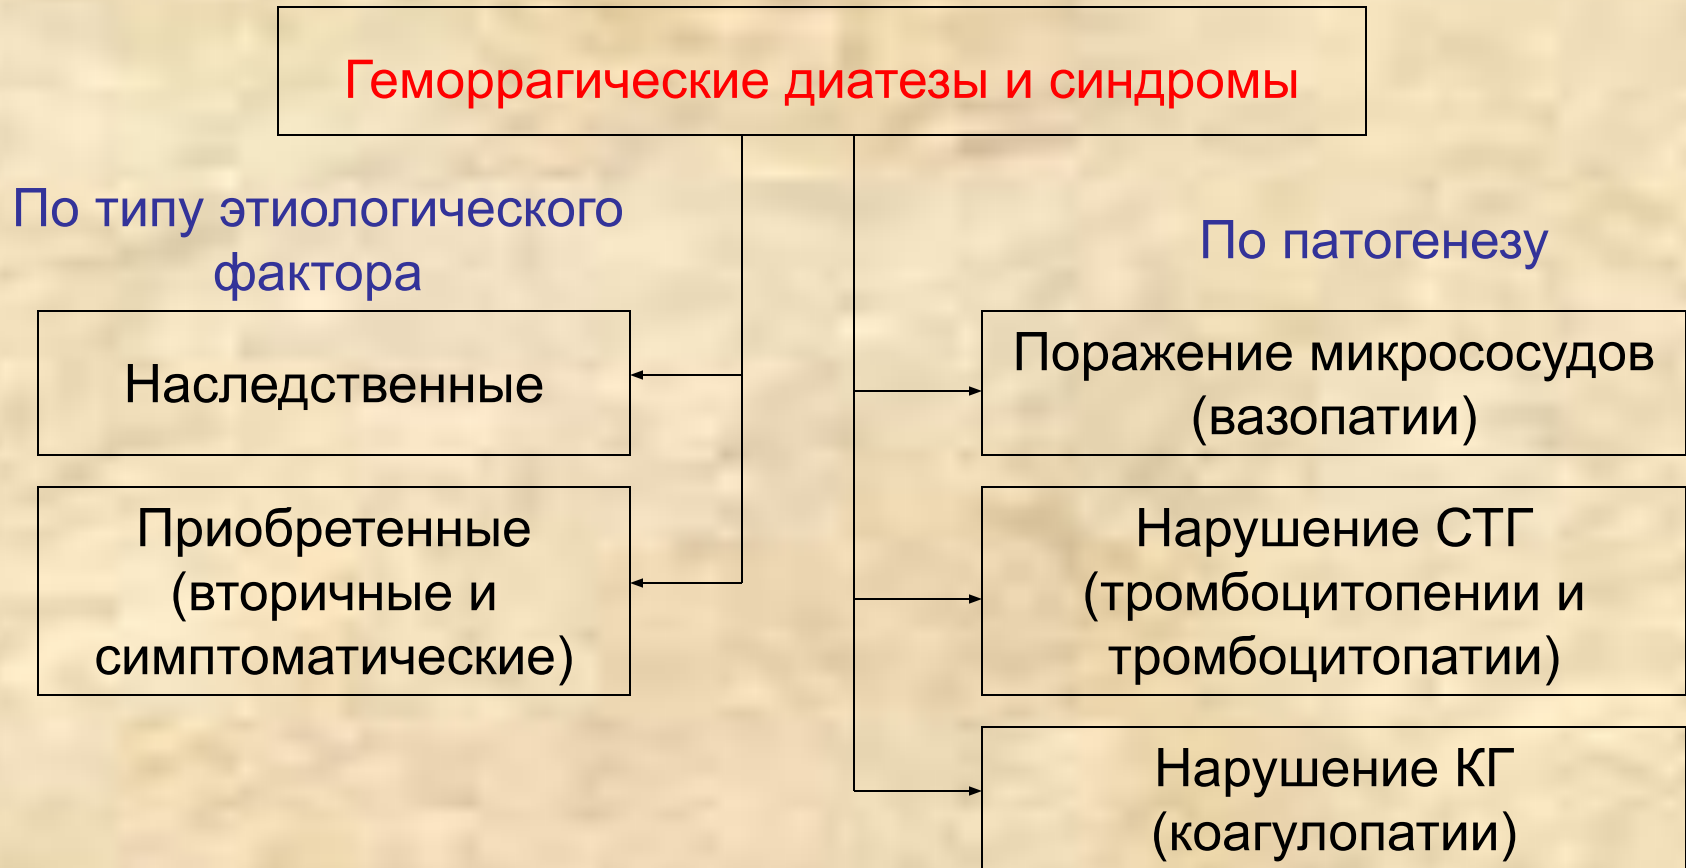 Геморрагические диатезы и синдромы
По типу этиологического
фактора
Наследственные
Приобретенные
(вторичные и
симптоматические)
По патогенезу
Поражение микрососудов
(вазопатии)
Нарушение СТГ
(тромбоцитопении и
тромбоцитопатии)
Нарушение КГ
(коагулопатии)